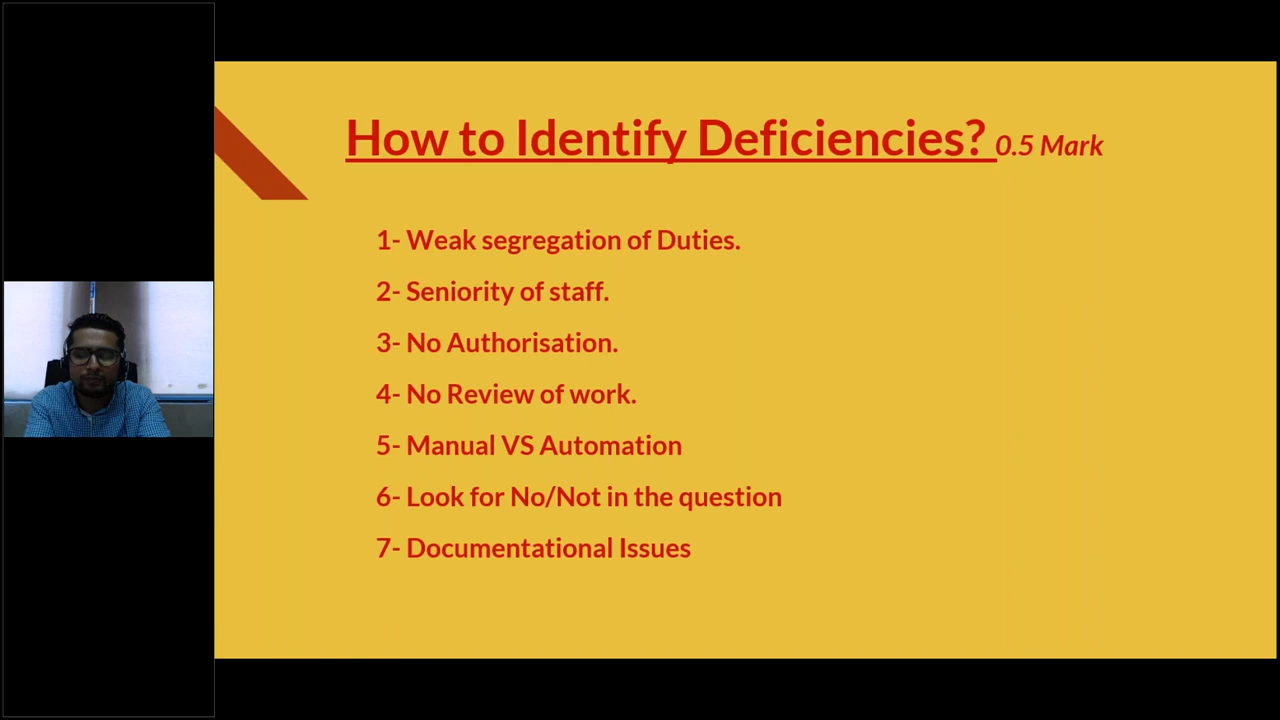 How to Identify Deficiencies? 0.5 Mark
1- Weak segregation of Duties.
2- Seniority of staff.
3- No Authorisation.
4- No Review of work.
5- Manual VS Automation
6- Look for No/Not in the question
7- Documentational Issues